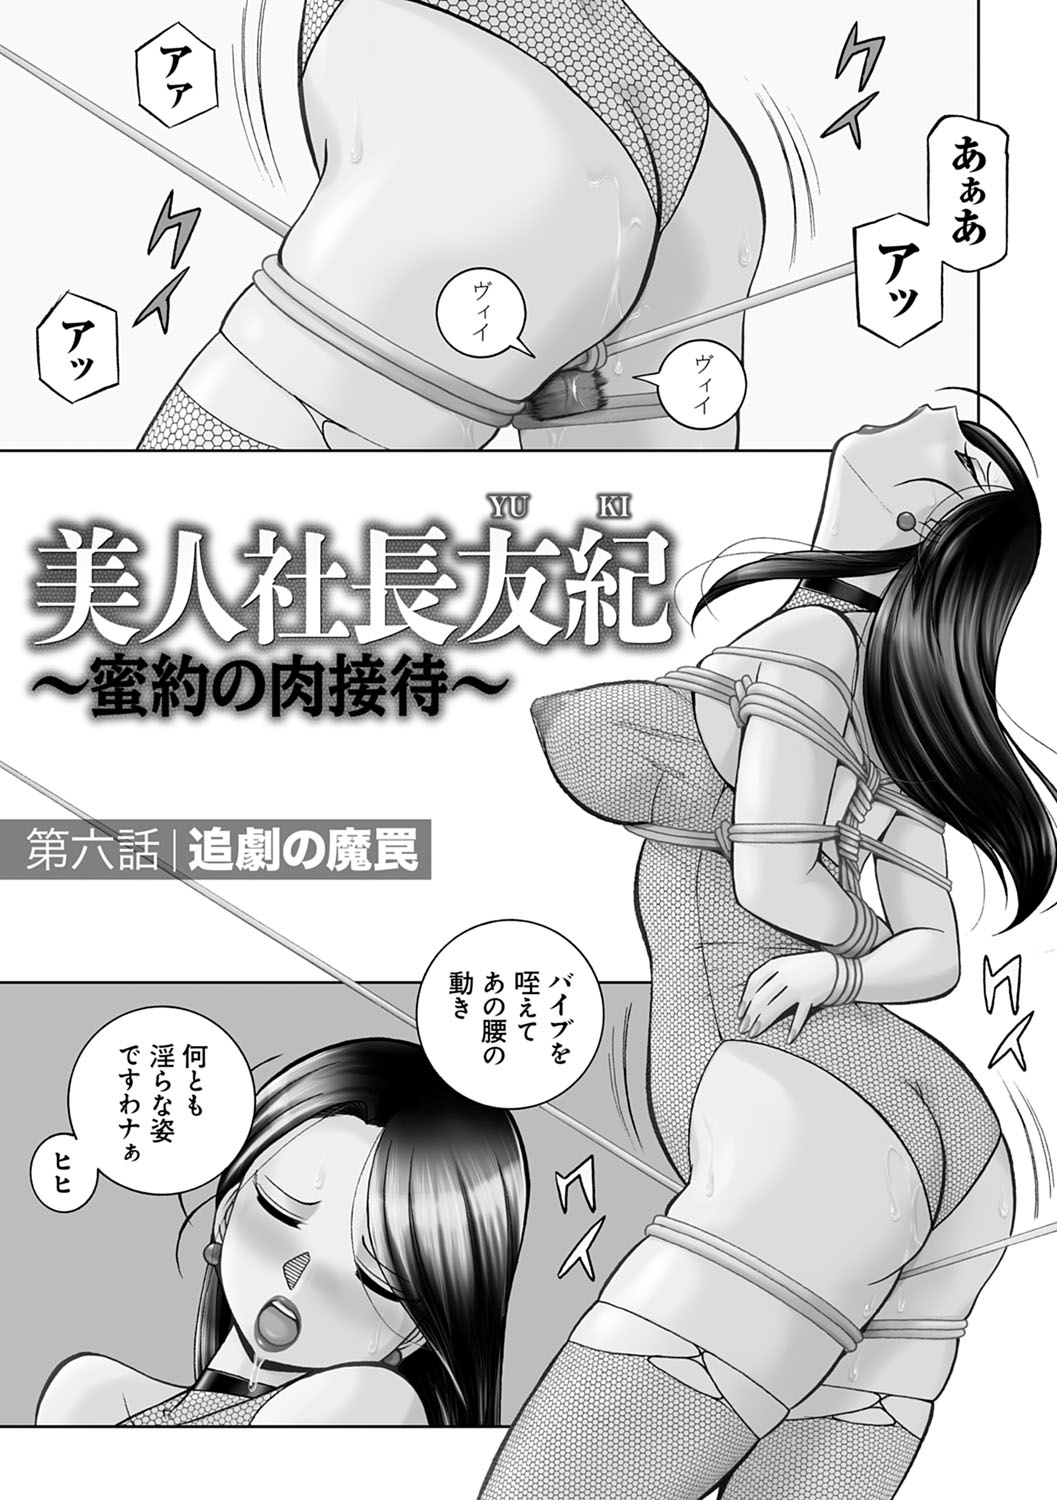 クイ
あぁあ
アッ
アァ
クイ
アッ
ヴィイ
ヴィイ
YU KI
美人社長友紀
～蜜約の肉接待～
第六話｜追劇の魔罠
バイブを
咥えて
あの腰の
動き
何とも
淫らな姿
ですわナぁ
ヒヒ
クイ
クイ